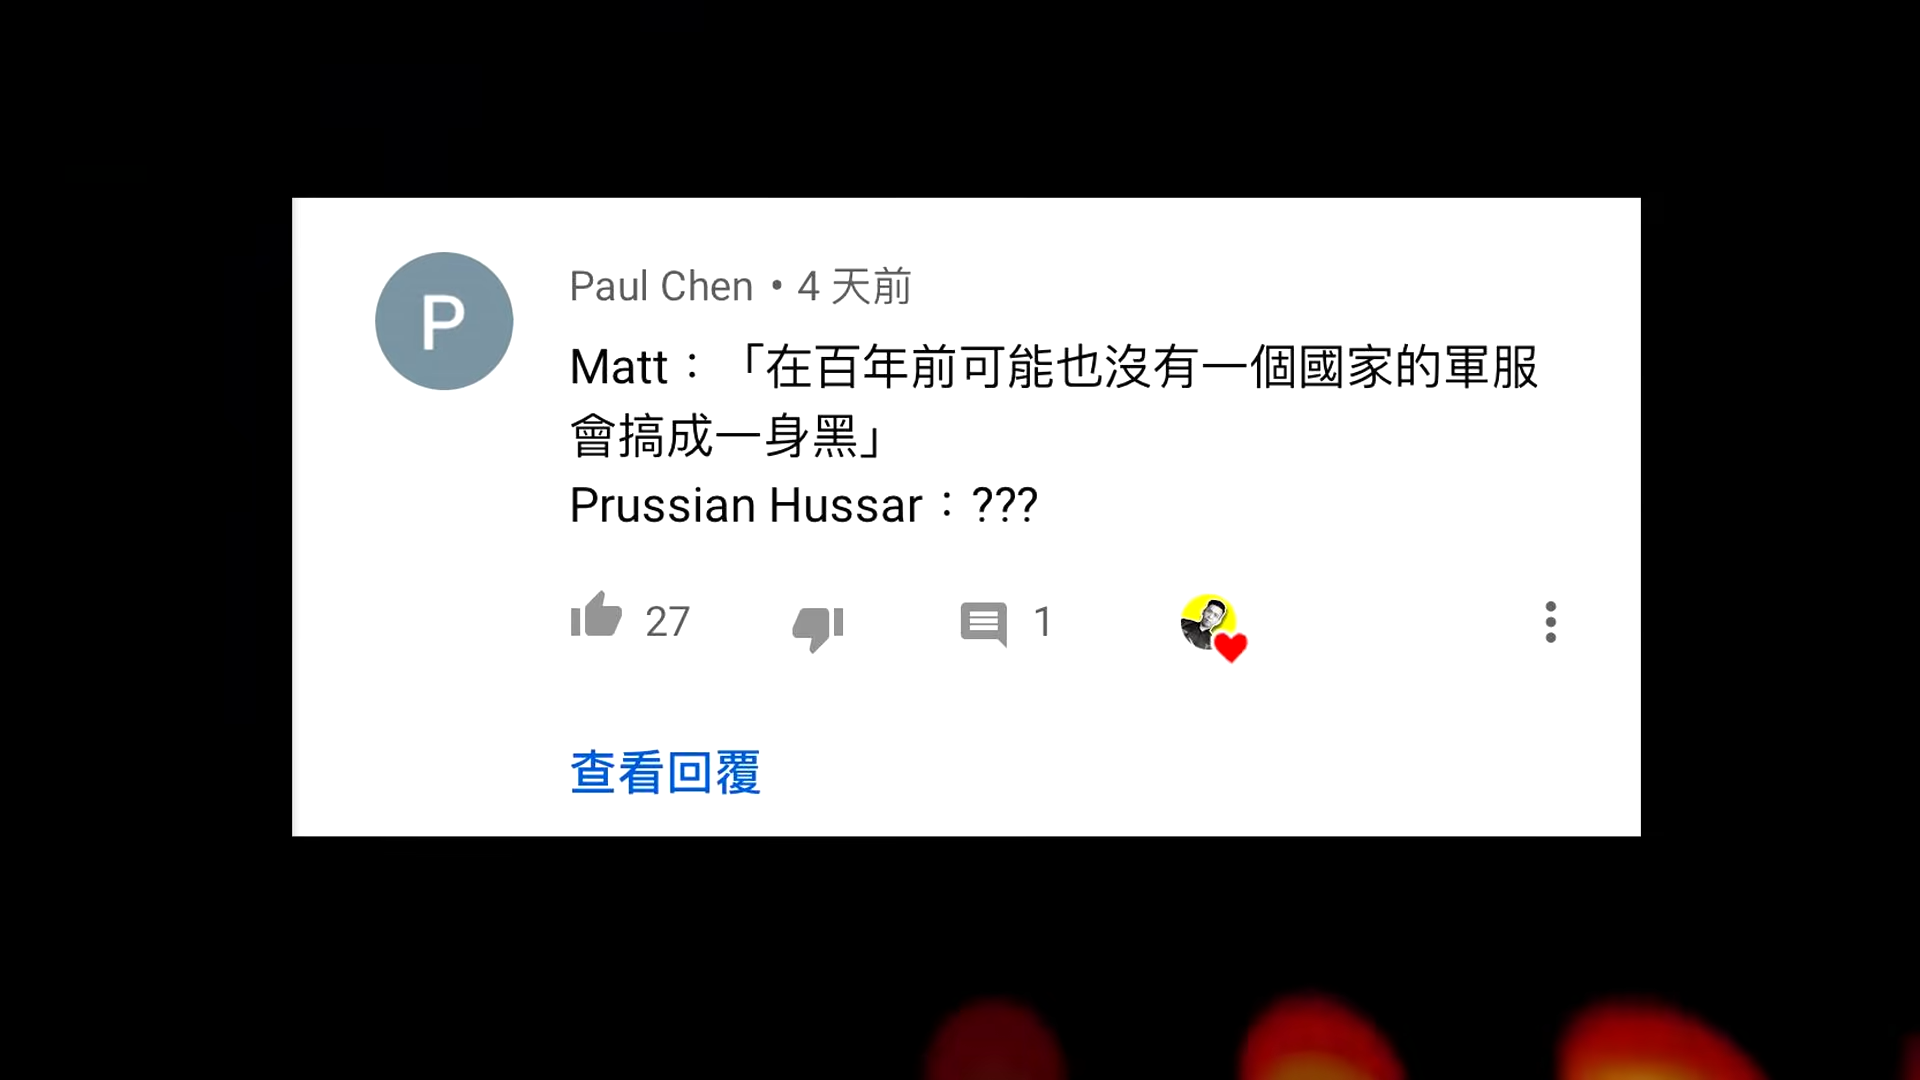 P
Paul Chen • 4 天前
Matt：「在百年前可能也沒有一個國家的軍服
會搞成一身黑」
Prussian Hussar：???
27
1
查看回覆